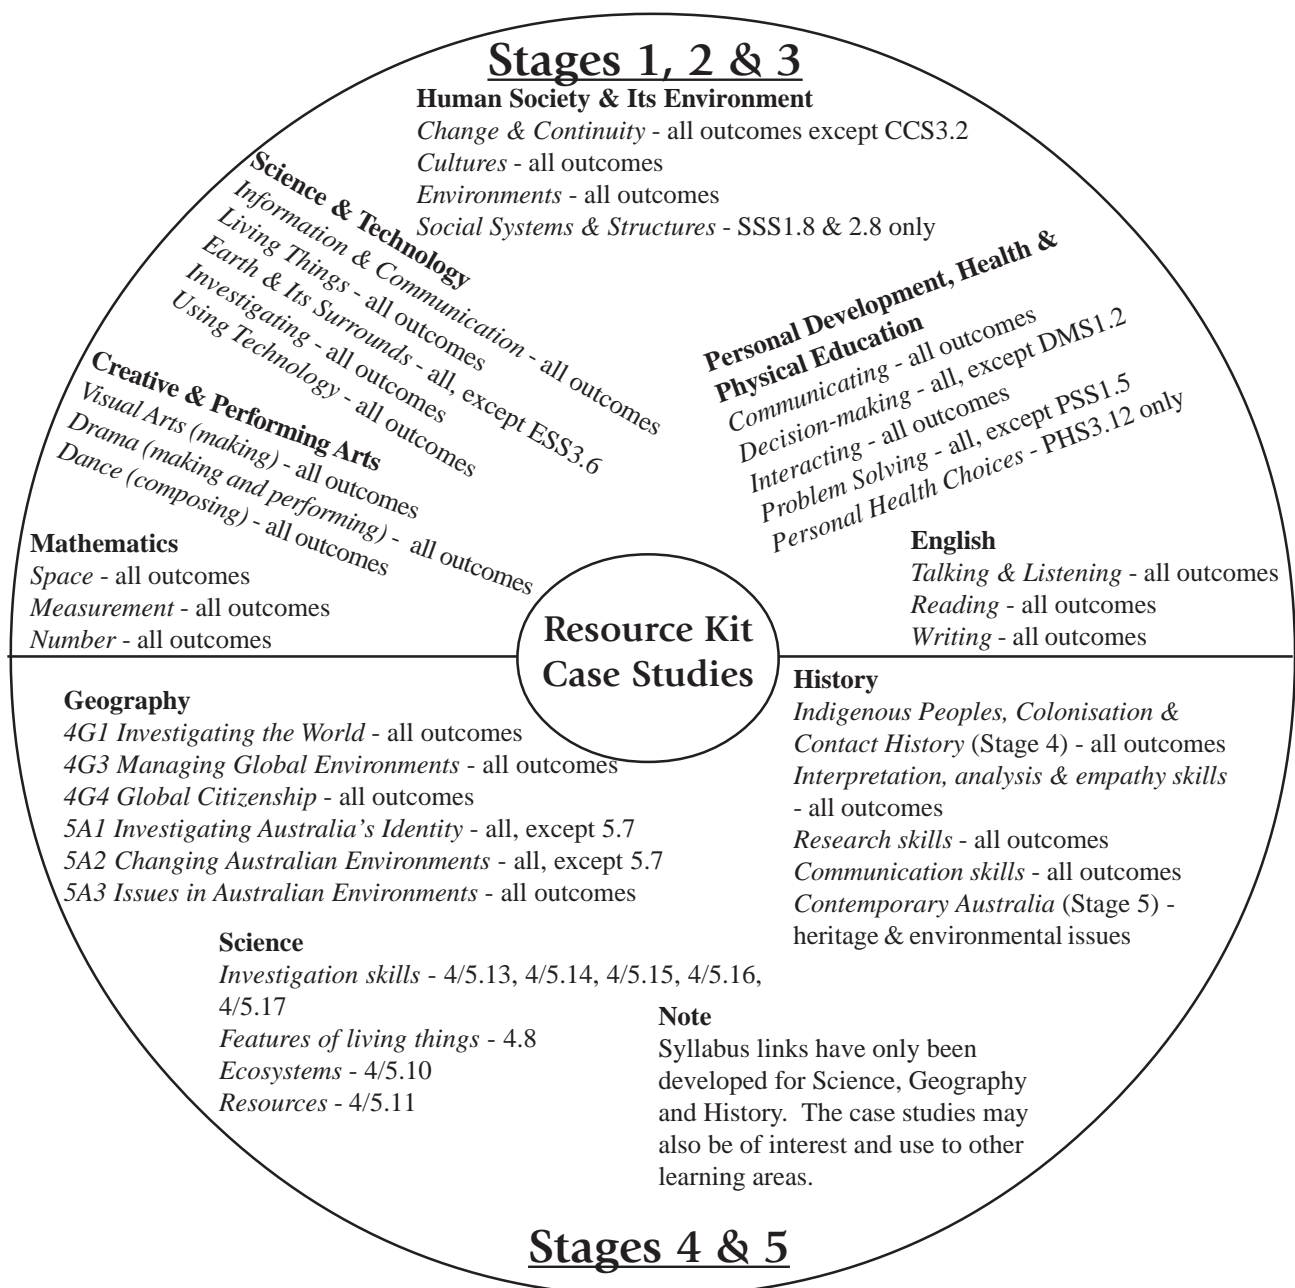 Stages 1, 2 & 3
Human Society & Its Environment
Change & Continuity - all outcomes except CCS3.2
Cultures - all outcomes
Environments - all outcomes
Social Systems & Structures - SSS1.8 & 2.8 only
Science & Technology
Information & Communication - all outcomes
Living Things - all outcomes
Earth & Its Surrounds - all, except ESS3.6
Investigating - all outcomes
Using Technology - all outcomes
Personal Development, Health &
Physical Education
Communicating - all outcomes
Decision-making - all, except DMS1.2
Interacting - all outcomes
Problem Solving - all, except PSS1.5
Personal Health Choices - PHS3.12 only
Creative & Performing Arts
Visual Arts (making) - all outcomes
Drama (making and performing) - all outcomes
Dance (composing) - all outcomes
Mathematics
Space - all outcomes
Measurement - all outcomes
Number - all outcomes
English
Talking & Listening - all outcomes
Reading - all outcomes
Writing - all outcomes
Resource Kit
Case Studies
Geography
4G1 Investigating the World - all outcomes
4G3 Managing Global Environments - all outcomes
4G4 Global Citizenship - all outcomes
5A1 Investigating Australia's Identity - all, except 5.7
5A2 Changing Australian Environments - all, except 5.7
5A3 Issues in Australian Environments - all outcomes
History
Indigenous Peoples, Colonisation &
Contact History (Stage 4) - all outcomes
Interpretation, analysis & empathy skills
- all outcomes
Research skills - all outcomes
Communication skills - all outcomes
Contemporary Australia (Stage 5) -
heritage & environmental issues
Science
Investigation skills - 4/5.13, 4/5.14, 4/5.15, 4/5.16,
4/5.17
Features of living things - 4.8
Ecosystems - 4/5.10
Resources - 4/5.11
Note
Syllabus links have only been
developed for Science, Geography
and History.  The case studies may
also be of interest and use to other
learning areas.
Stages 4 & 5